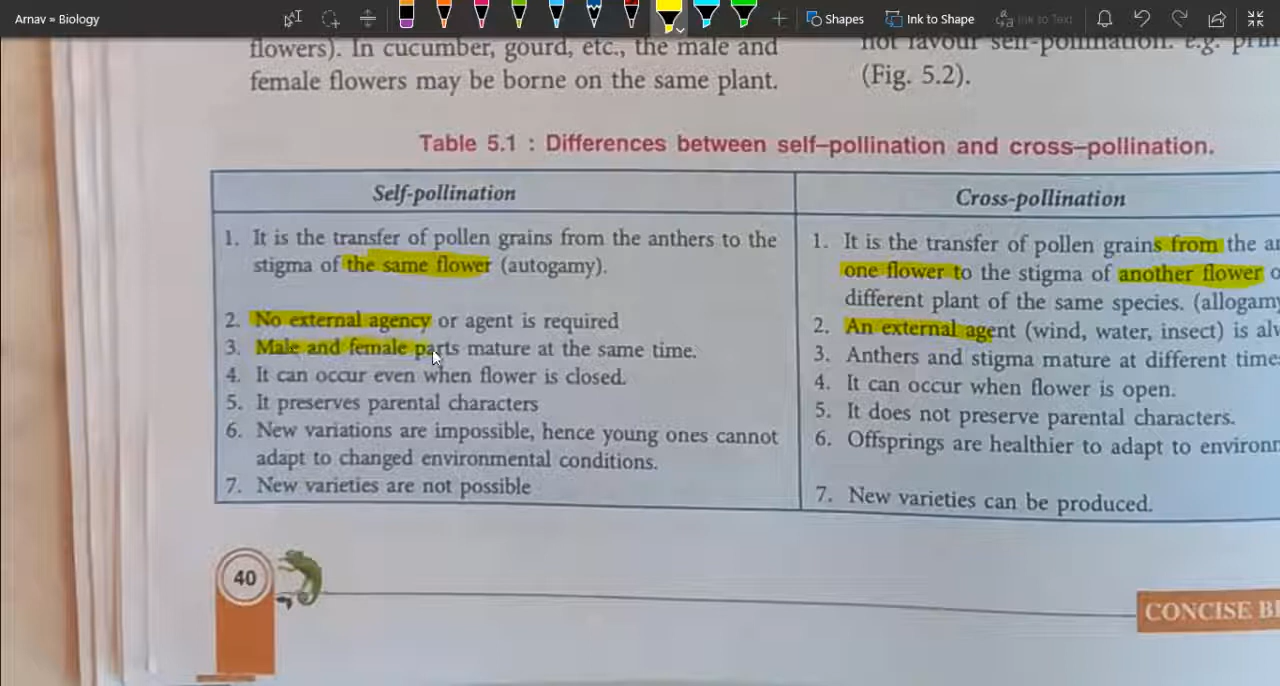 Arnav = Biology
Shapes
Ink to Shape
Ink to Text
flowers). In cucumber, gourd, etc., the male and
female flowers may be borne on the same plant.
not favour self-pollination. e.g.
(Fig. 5.2).
Table 5.1 : Differences between self–pollination and cross–pollination.
Self-pollination
1. It is the transfer of pollen grains from the anthers to the
stigma of the same flower (autogamy).
2. No external agency or agent is required
3. Male and female parts mature at the same time.
4. It can occur even when flower is closed.
5. It preserves parental characters
6. New variations are impossible, hence young ones cannot
adapt to changed environmental conditions.
7. New varieties are not possible
Cross-pollination
1. It is the transfer of pollen grains from the
one flower to the stigma of another flower
different plant of the same species. (allogamy
2. An external agent (wind, water, insect) is
3. Anthers and stigma mature at different time
4. It can occur when flower is open.
5. It does not preserve parental characters.
6. Offsprings are healthier to adapt to
7. New varieties can be produced.
40
CONCISE